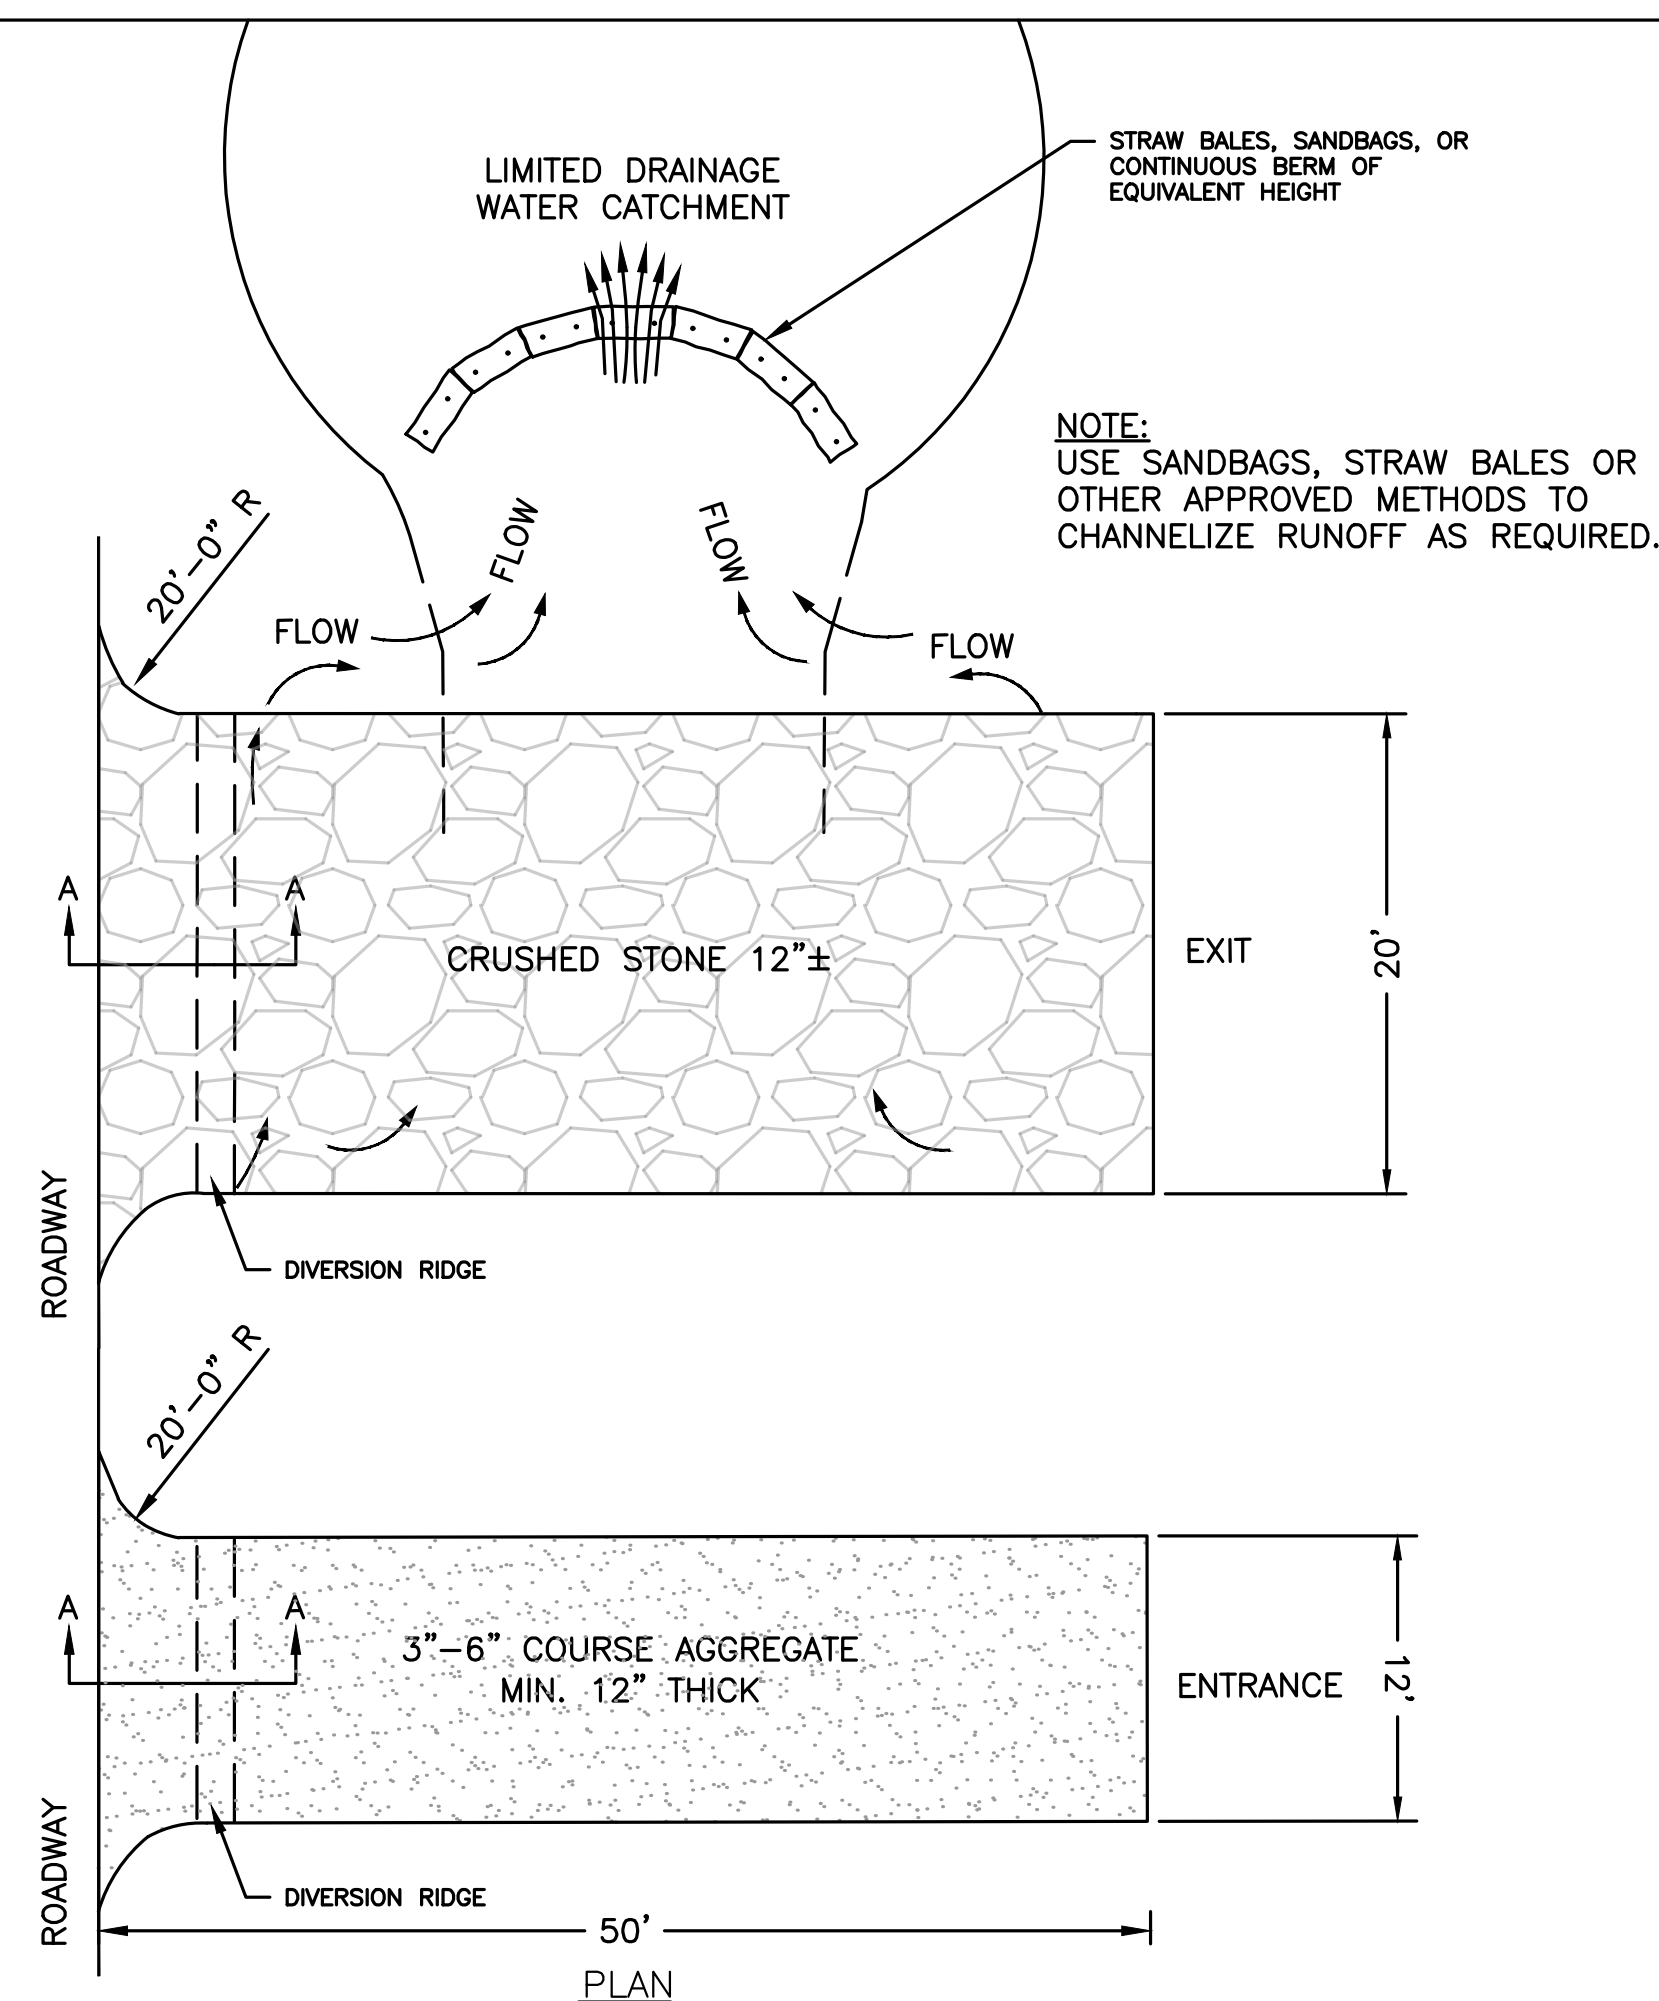 LIMITED DRAINAGE
WATER CATCHMENT
STRAW BALES, SANDBAGS, OR
CONTINUOUS BERM OF
EQUIVALENT HEIGHT
NOTE:
USE SANDBAGS, STRAW BALES OR
OTHER APPROVED METHODS TO
CHANNELIZE RUNOFF AS REQUIRED.
20'-0" R
FLOW
FLOW
FLOW
FLOW
A
A
CRUSHED STONE 12"±
EXIT
20'
ROADWAY
DIVERSION RIDGE
20'-0" R
A
A
3"-6" COURSE AGGREGATE
MIN. 12" THICK
ENTRANCE
12'
ROADWAY
DIVERSION RIDGE
50'
PLAN